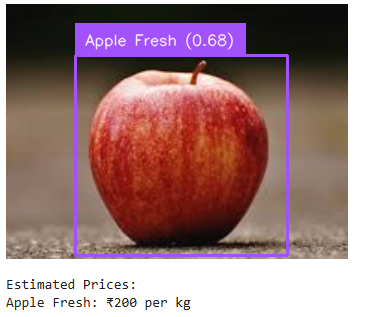 Apple Fresh (0.68)
Estimated Prices:
Apple Fresh: ₹200 per kg